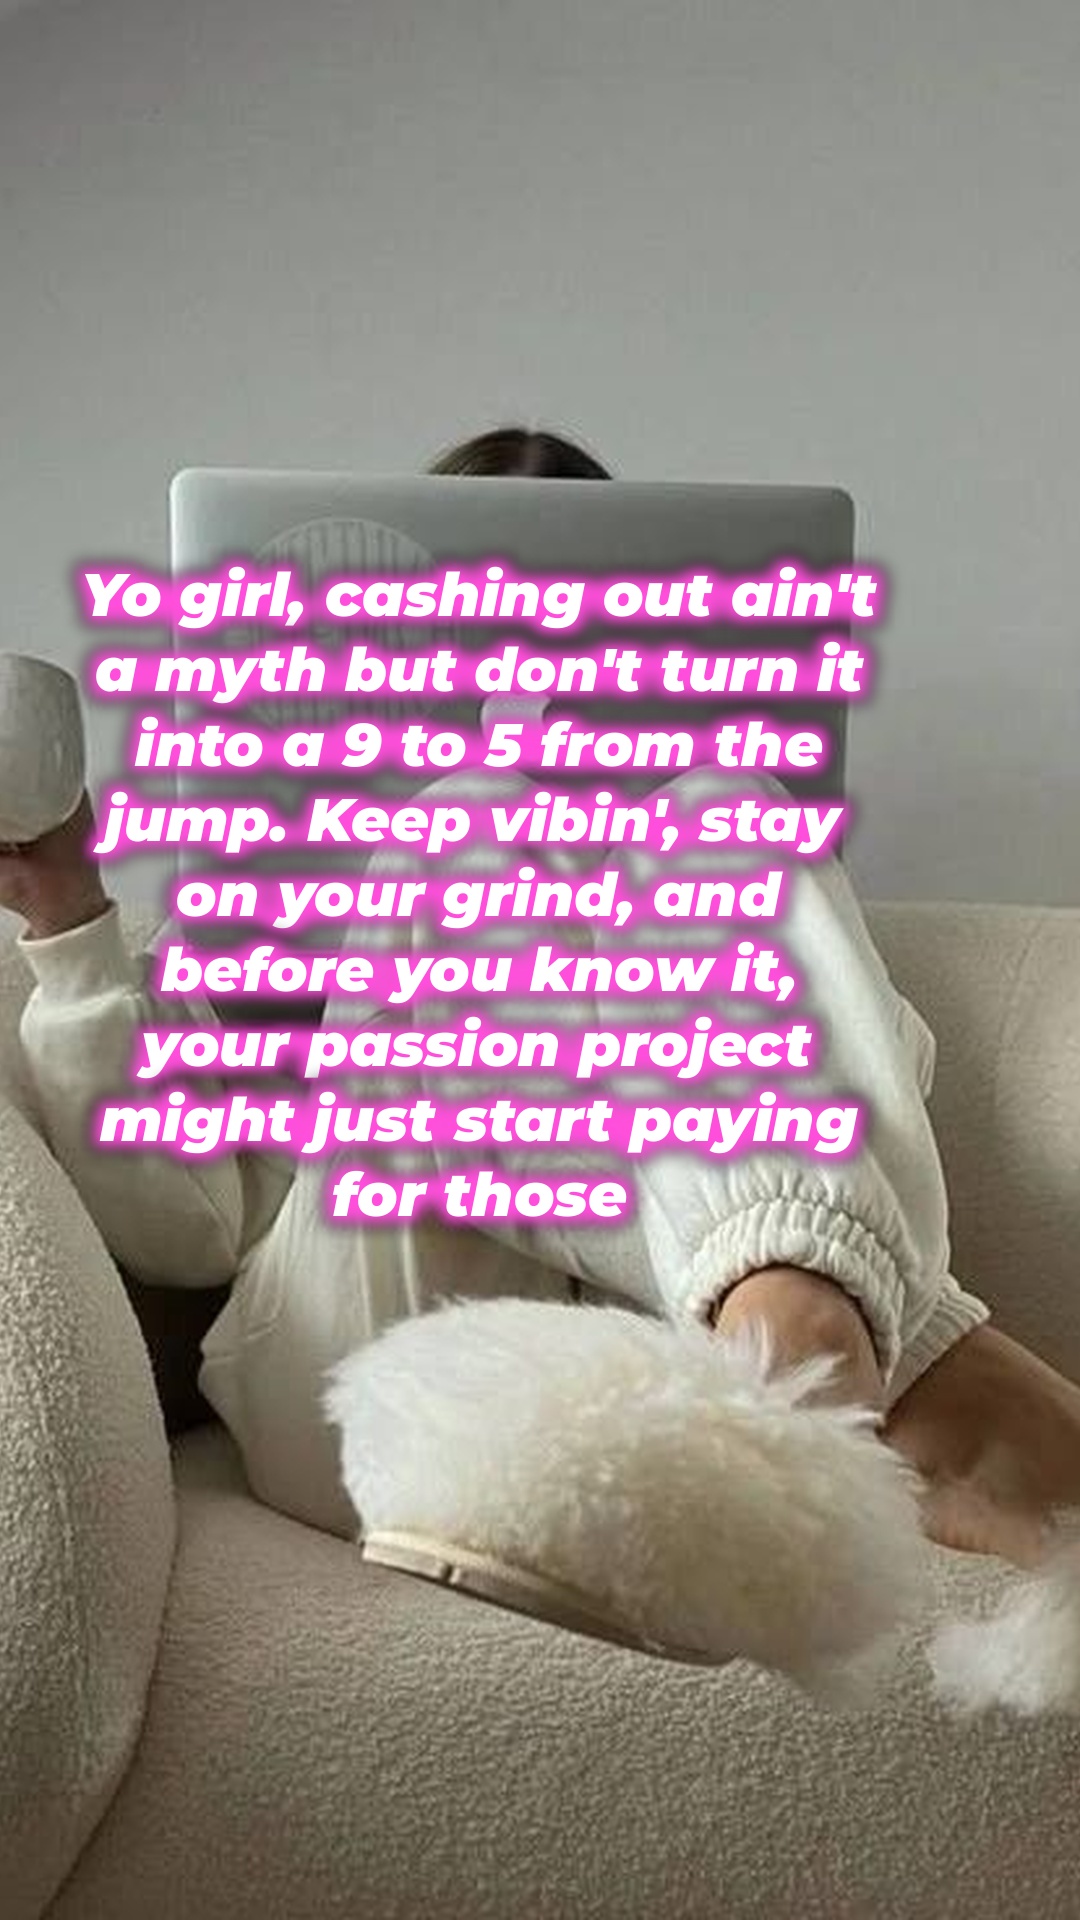 Yo girl, cashing out ain't
a myth but don't turn it
into a 9 to 5 from the
jump. Keep vibin', stay
on your grind, and
before you know it,
your passion project
might just start paying
for those